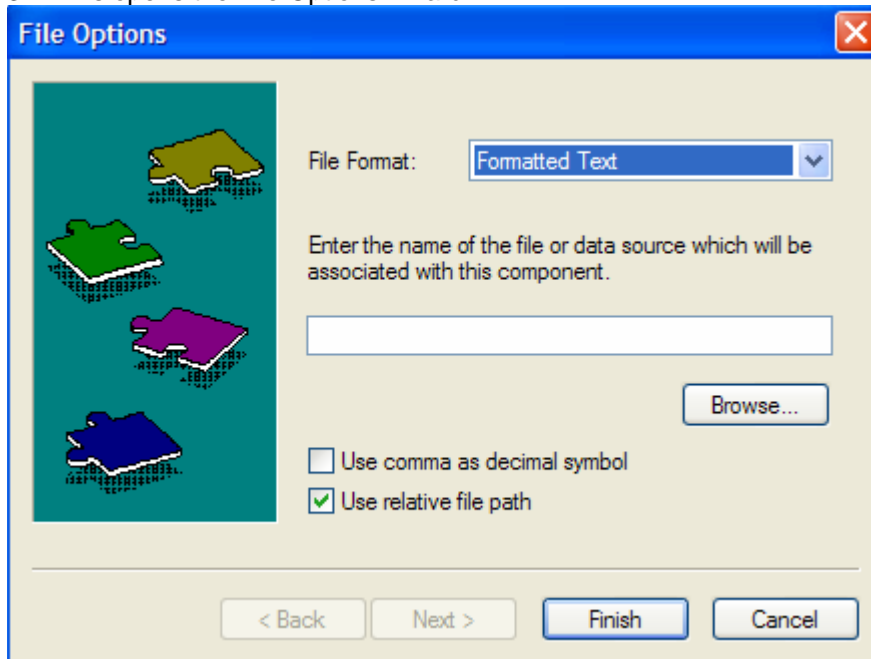 File Options
File Format:
Formatted Text
Enter the name of the file or data source which will be
associated with this component.
Browse...
Use comma as decimal symbol
Use relative file path
< Back
Next >
Finish
Cancel